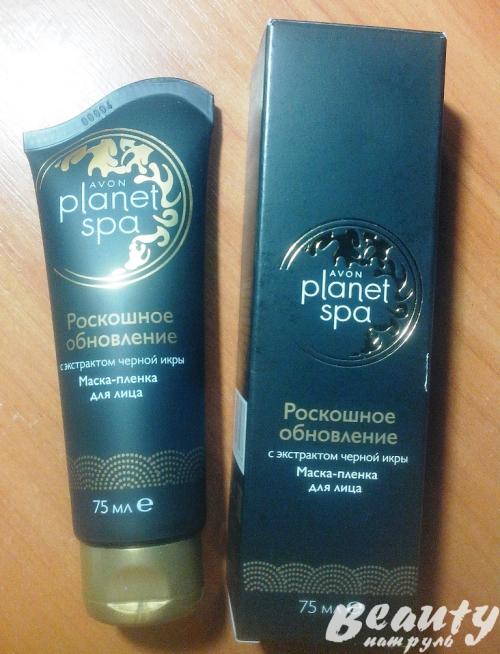 00004
AVON
planet
spa
Роскошное
обновление
с экстрактом черной икры
Маска-пленка
для лица
75 мл e
AVON
planet
spa
Роскошное
обновление
с экстрактом черной икры
Маска-пленка
для лица
75 мл e
Beauty
патруль